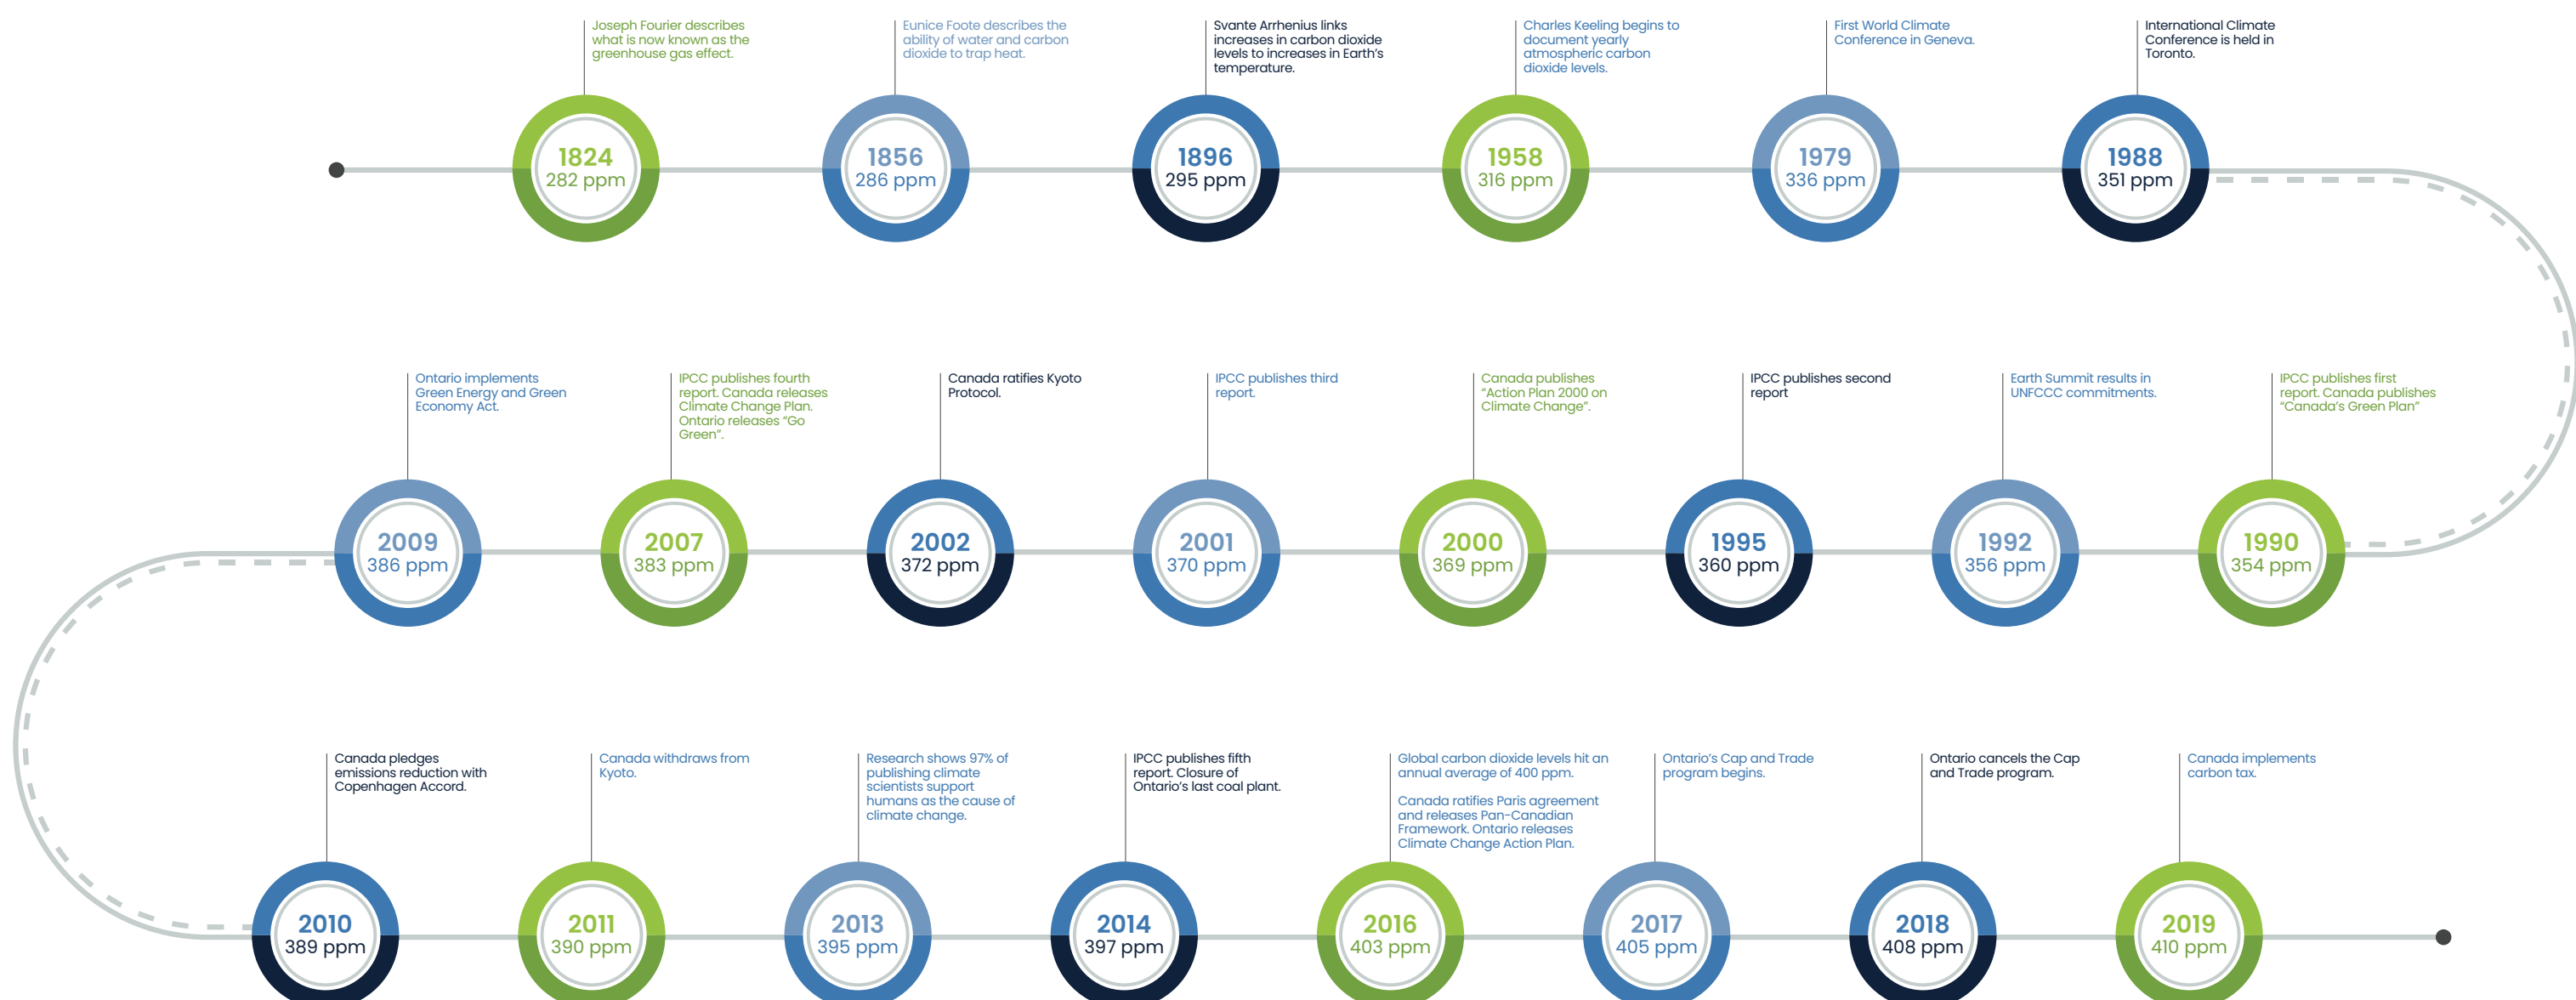 Joseph Fourier describes
what is now known as the
greenhouse gas effect.
1824
282 ppm
Eunice Foote describes the
ability of water and carbon
dioxide to trap heat.
1856
286 ppm
Svante Arrhenius links
increases in carbon dioxide
levels to increases in Earth's
temperature.
1896
295 ppm
Charles Keeling begins to
document yearly
atmospheric carbon
dioxide levels.
1958
316 ppm
First World Climate
Conference in Geneva.
1979
336 ppm
International Climate
Conference is held in
Toronto.
1988
351 ppm
IPCC publishes first
report. Canada publishes
“Canada's Green Plan”
1990
354 ppm
Earth Summit results in
UNFCCC commitments.
1992
356 ppm
IPCC publishes second
report
1995
360 ppm
Canada publishes
“Action Plan 2000 on
Climate Change”.
2000
369 ppm
IPCC publishes third
report.
2001
370 ppm
Canada ratifies Kyoto
Protocol.
2002
372 ppm
IPCC publishes fourth
report. Canada releases
Climate Change Plan.
Ontario releases “Go
Green”.
2007
383 ppm
Ontario implements
Green Energy and Green
Economy Act.
2009
386 ppm
Canada pledges
emissions reduction with
Copenhagen Accord.
2010
389 ppm
Canada withdraws from
Kyoto.
2011
390 ppm
Research shows 97% of
publishing climate
scientists support
humans as the cause of
climate change.
2013
395 ppm
IPCC publishes fifth
report. Closure of
Ontario's last coal plant.
2014
397 ppm
Global carbon dioxide levels hit an
annual average of 400 ppm.
Canada ratifies Paris agreement
and releases Pan-Canadian
Framework. Ontario releases
Climate Change Action Plan.
2016
403 ppm
Ontario's Cap and Trade
program begins.
2017
405 ppm
Ontario cancels the Cap
and Trade program.
2018
408 ppm
Canada implements
carbon tax.
2019
410 ppm